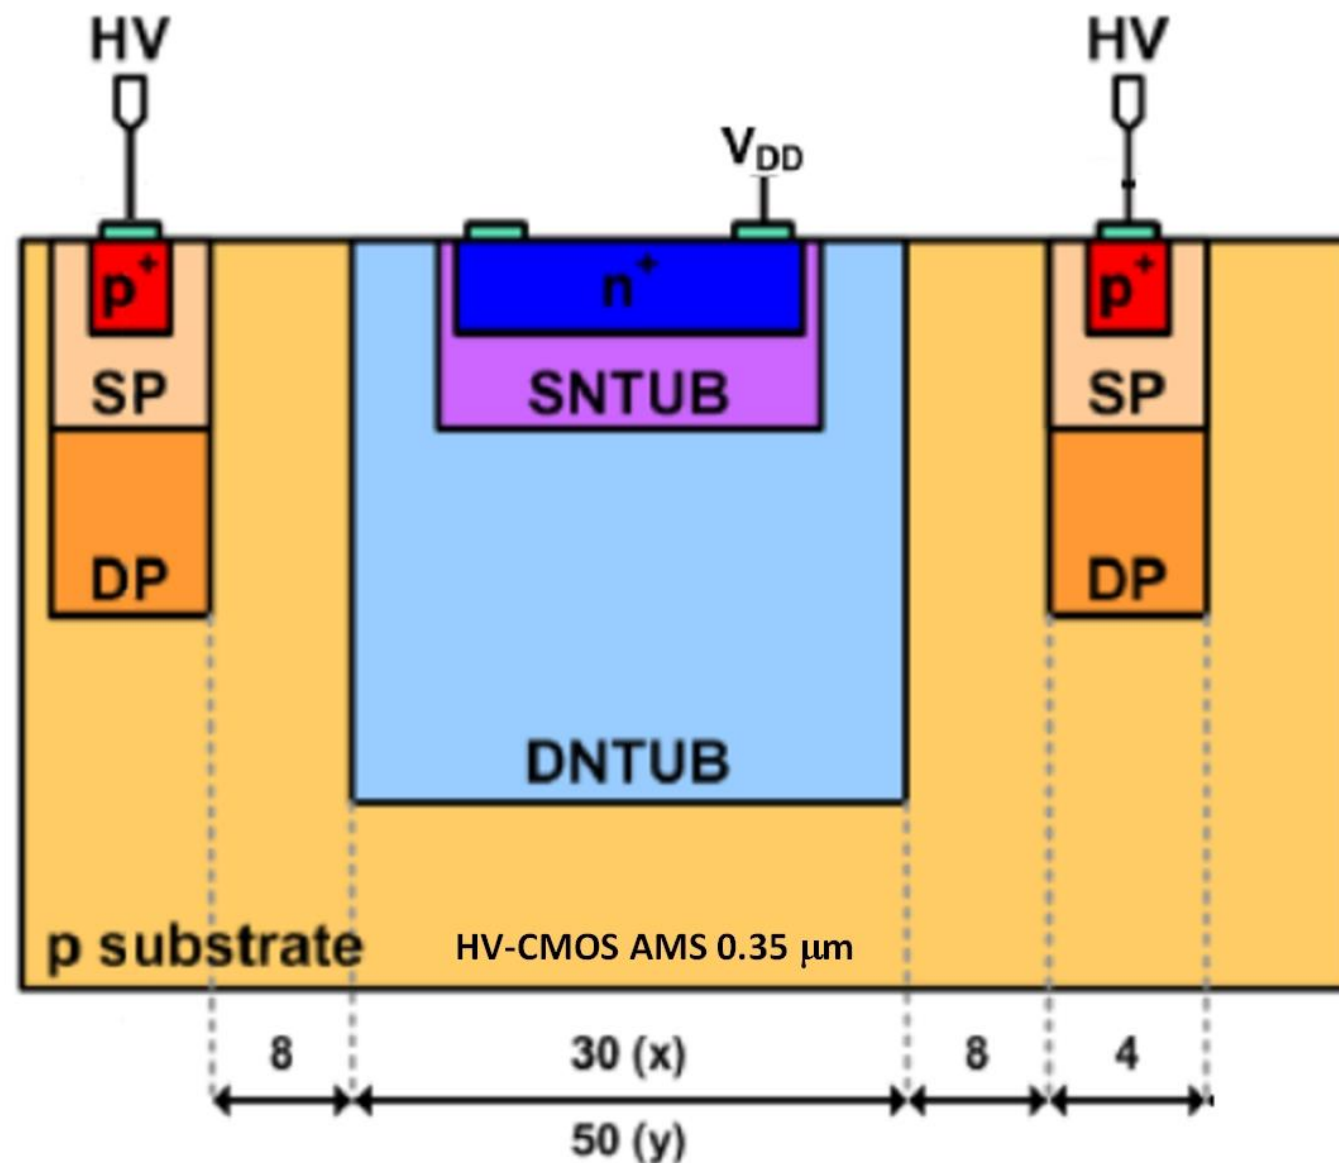 HV
HV
V_DD
p+
n+
p+
SP
SNTUB
SP
DP
DP
DNTUB
p substrate
HV-CMOS AMS 0.35 μm
8
30 (x)
8
4
50 (y)